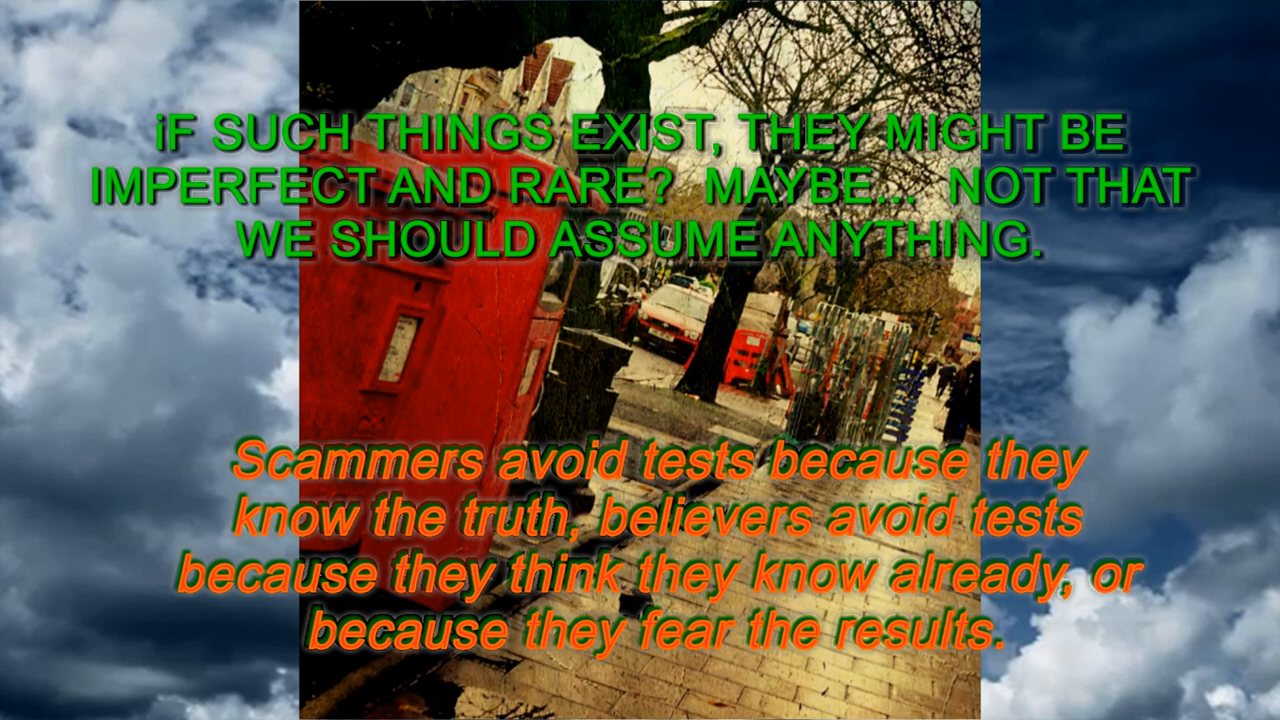 iF SUCH THINGS EXIST, THEY MIGHT BE
IMPERFECT AND RARE?  MAYBE...  NOT THAT
WE SHOULD ASSUME ANYTHING.
Scammers avoid tests because they
know the truth, believers avoid tests
because they think they know already, or
because they fear the results.